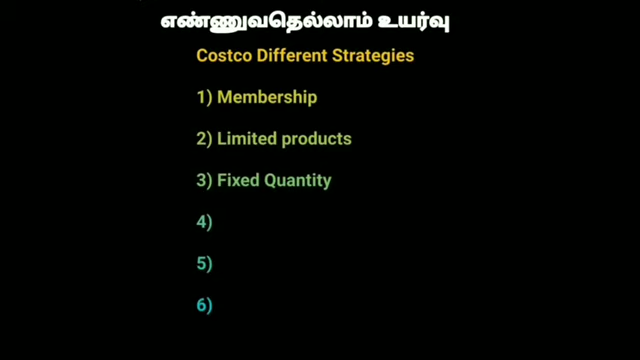 எண்ணுவதெல்லாம் உயர்வு
Costco Different Strategies
1) Membership
2) Limited products
3) Fixed Quantity
4)
5)
6)